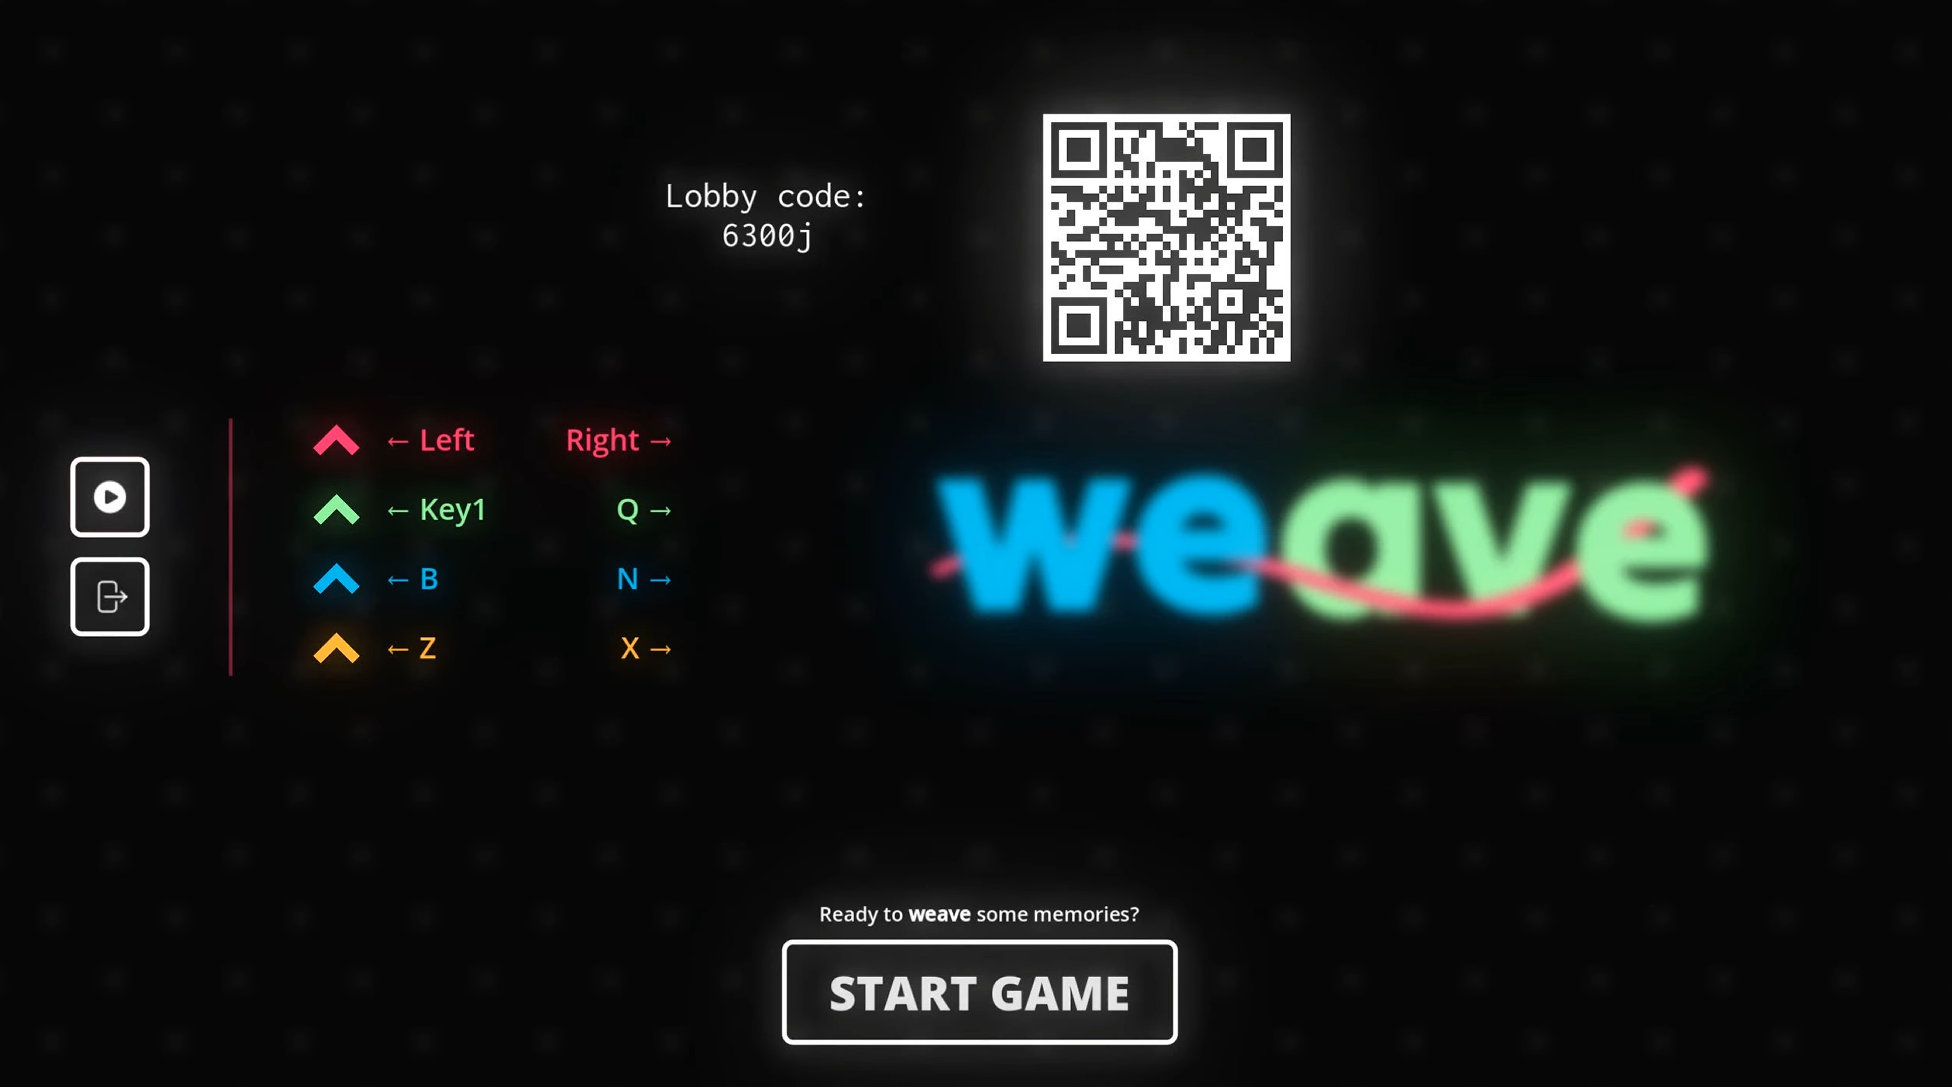 Lobby code:
6300j
← Left Right →
← Key1 Q →
← B N →
← Z X →
weave
Ready to weave some memories?
START GAME